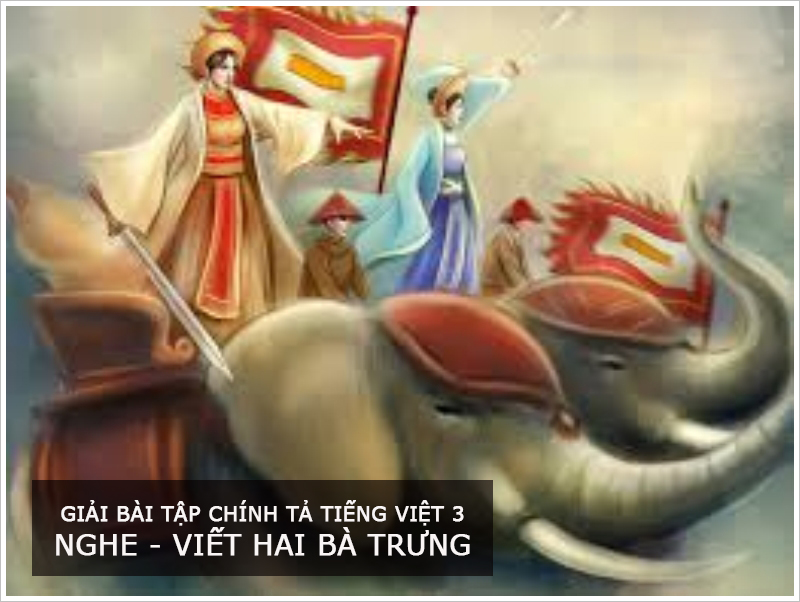 GIẢI BÀI TẬP CHÍNH TẢ TIẾNG VIỆT 3
NGHE - VIẾT HAI BÀ TRƯNG